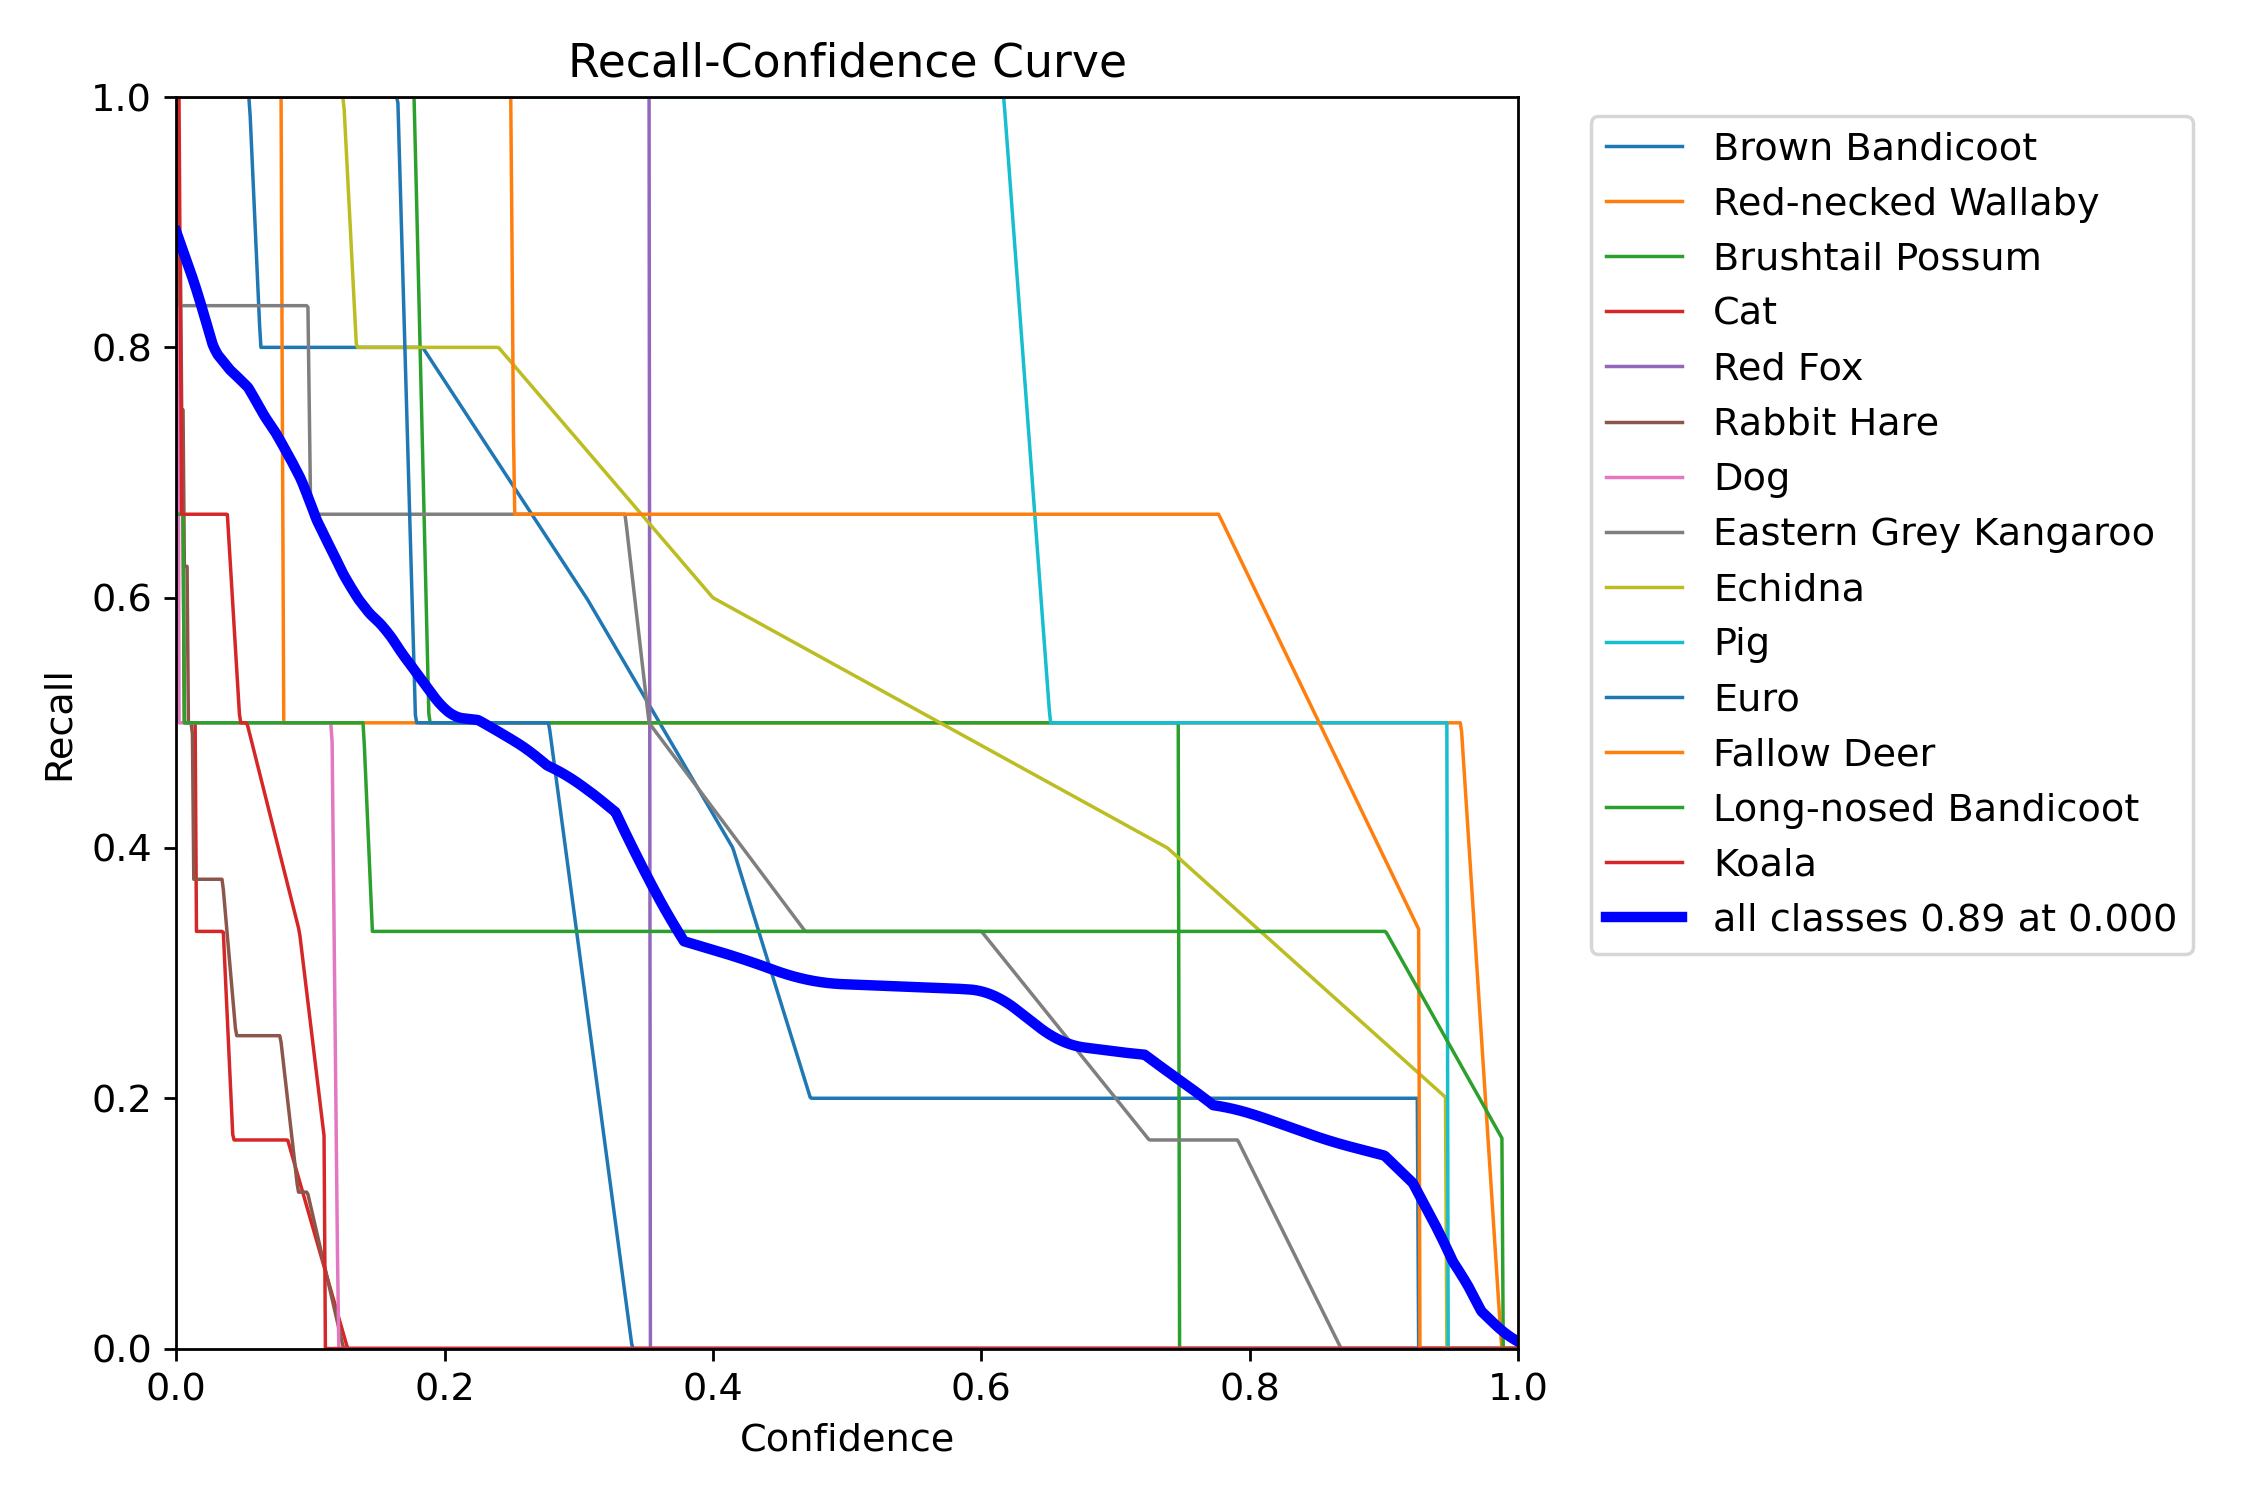 Recall-Confidence Curve
1.0
0.8
0.6
0.4
0.2
0.0
Recall
0.0 0.2 0.4 0.6 0.8 1.0
Confidence
Brown Bandicoot
Red-necked Wallaby
Brushtail Possum
Cat
Red Fox
Rabbit Hare
Dog
Eastern Grey Kangaroo
Echidna
Pig
Euro
Fallow Deer
Long-nosed Bandicoot
Koala
all classes 0.89 at 0.000